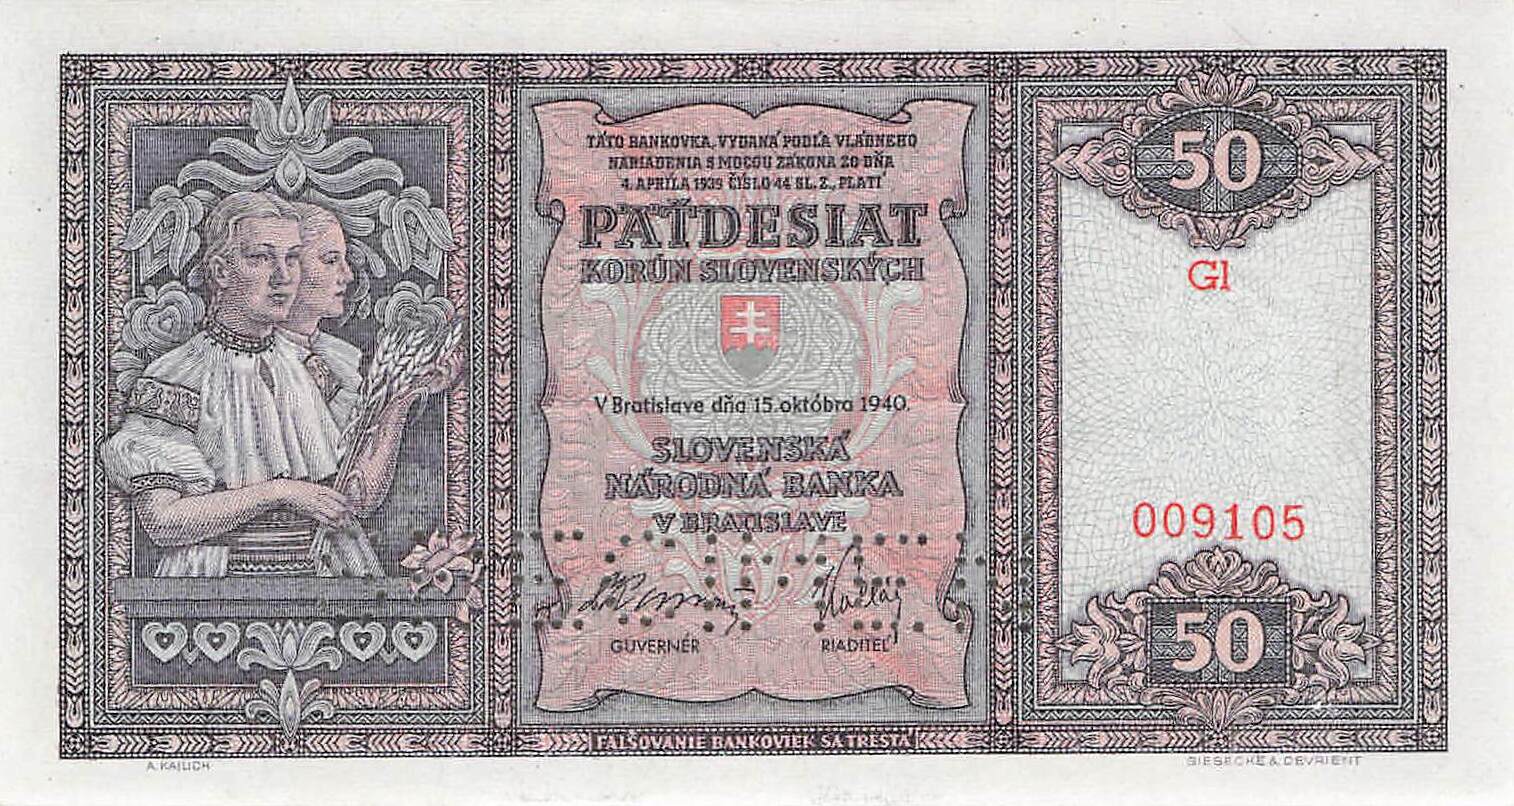 TÁTO BANKOVKA, VYDANÁ PODĽA VLÁDNEHO
NARIADENIA S MOCOU ZÁKONA ZO DŇA
4. APRÍLA 1939 ČÍSLO 44 SL. Z., PLATÍ
PÄŤDESIAT
KORÚN SLOVENSKÝCH
V Bratislave dňa 15. októbra 1940.
SLOVENSKÁ
NÁRODNÁ BANKA
V BRATISLAVE
GUVERNÉR
RIADITEĽ
FALŠOVANIE BANKOVIEK SA TRESTÁ
50
Gl
009105
50
A. KAJLICH
GIESECKE & DEVRIENT